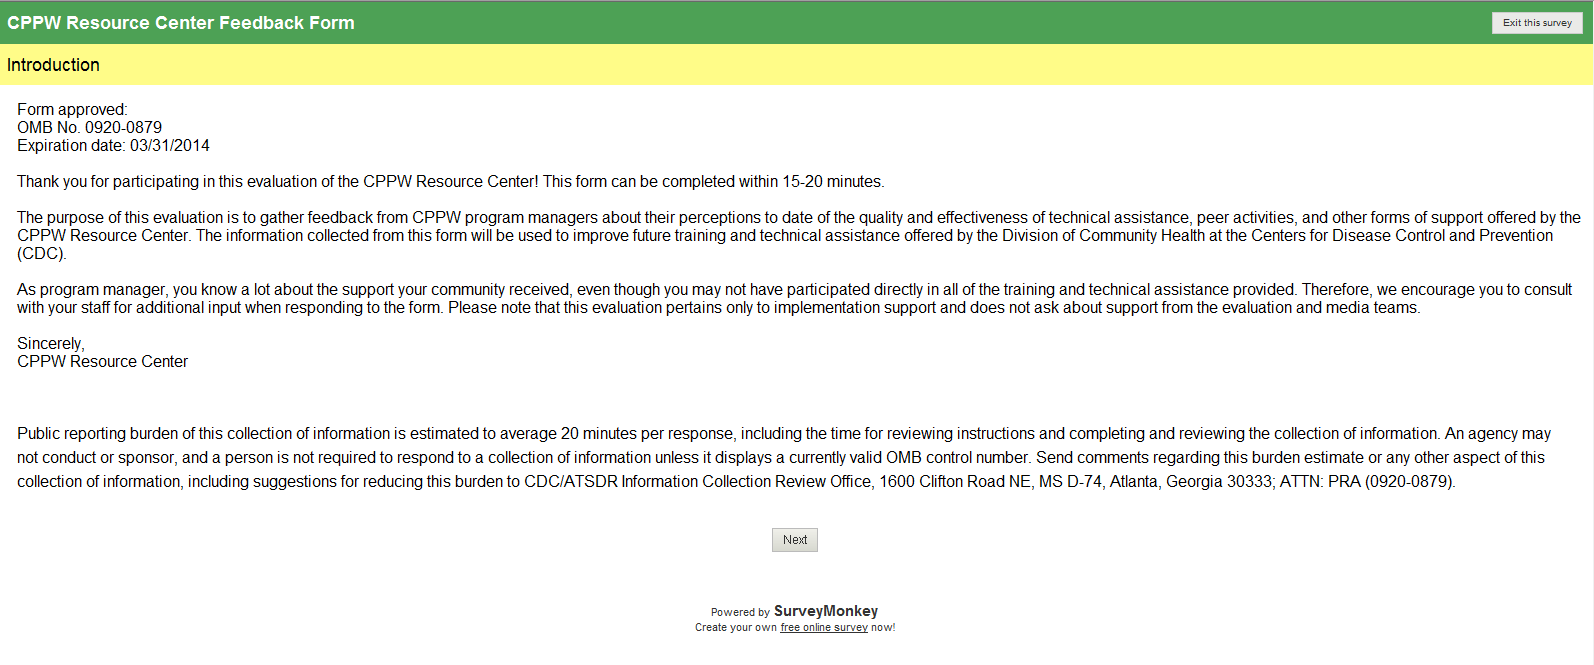 CPPW Resource Center Feedback Form
Exit this survey
Introduction
Form approved:
OMB No. 0920-0879
Expiration date: 03/31/2014
Thank you for participating in this evaluation of the CPPW Resource Center! This form can be completed within 15-20 minutes.
The purpose of this evaluation is to gather feedback from CPPW program managers about their perceptions to date of the quality and effectiveness of technical assistance, peer activities, and other forms of support offered by the
CPPW Resource Center. The information collected from this form will be used to improve future training and technical assistance offered by the Division of Community Health at the Centers for Disease Control and Prevention
(CDC).
As program manager, you know a lot about the support your community received, even though you may not have participated directly in all of the training and technical assistance provided. Therefore, we encourage you to consult
with your staff for additional input when responding to the form. Please note that this evaluation pertains only to implementation support and does not ask about support from the evaluation and media teams.
Sincerely,
CPPW Resource Center
Public reporting burden of this collection of information is estimated to average 20 minutes per response, including the time for reviewing instructions and completing and reviewing the collection of information. An agency may
not conduct or sponsor, and a person is not required to respond to a collection of information unless it displays a currently valid OMB control number. Send comments regarding this burden estimate or any other aspect of this
collection of information, including suggestions for reducing this burden to CDC/ATSDR Information Collection Review Office, 1600 Clifton Road NE, MS D-74, Atlanta, Georgia 30333; ATTN: PRA (0920-0879).
Next
Powered by SurveyMonkey
Create your own free online survey now!